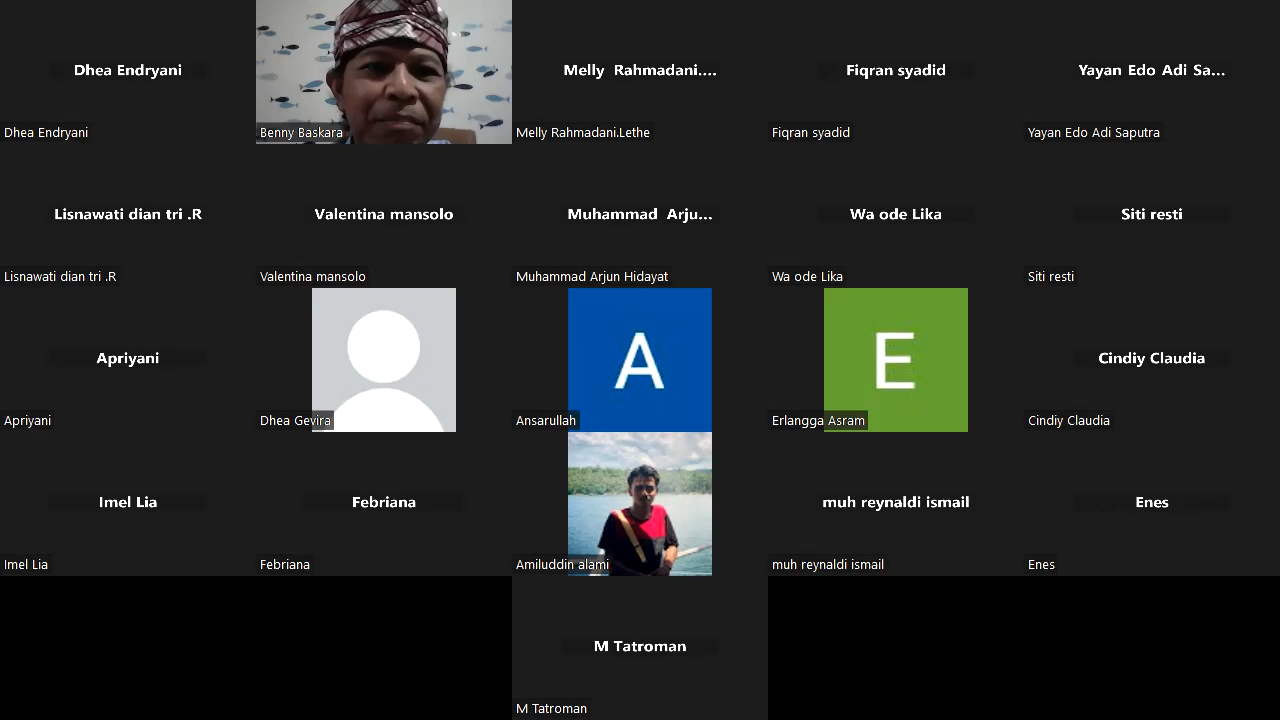 Dhea Endryani
Dhea Endryani
Benny Baskara
Melly Rahmadani....
Melly Rahmadani.Lethe
Fiqran syadid
Fiqran syadid
Yayan Edo Adi Sa...
Yayan Edo Adi Saputra
Lisnawati dian tri .R
Lisnawati dian tri .R
Valentina mansolo
Valentina mansolo
Muhammad Arju...
Muhammad Arjun Hidayat
Wa ode Lika
Wa ode Lika
Siti resti
Siti resti
Apriyani
Apriyani
Dhea Gevira
A
Ansarullah
E
Erlangga Asram
Cindiy Claudia
Cindiy Claudia
Imel Lia
Imel Lia
Febriana
Febriana
Amiluddin alami
muh reynaldi ismail
muh reynaldi ismail
Enes
Enes
M Tatroman
M Tatroman